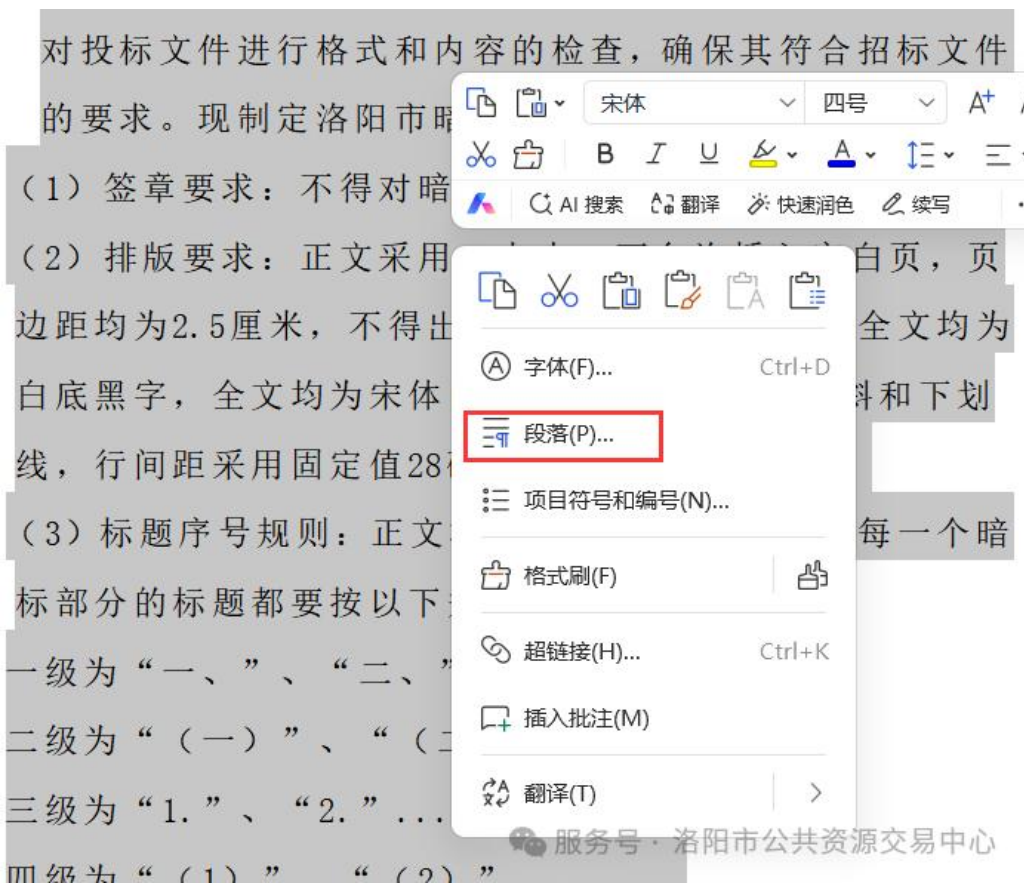 对投标文件进行格式和内容的检查，确保其符合招标文件
的要求。现制定洛阳市暗
宋体 四号 A+
B I U A
AI 搜索 翻译 快速润色 续写
（1）签章要求：不得对暗
（2）排版要求：正文采用 白页，页
边距均为2.5厘米，不得出 全文均为
白底黑字，全文均为宋体 和下划
线，行间距采用固定值28
（3）标题序号规则：正文 每一个暗
标部分的标题都要按以下
一级为“一、”、“二、”
二级为“（一）”、“（二
三级为“1.”、“2.”...
四级为“（1）”、“（2）”
字体(F)... Ctrl+D
段落(P)...
项目符号和编号(N)...
格式刷(F)
超链接(H)... Ctrl+K
插入批注(M)
翻译(T)
服务号 · 洛阳市公共资源交易中心